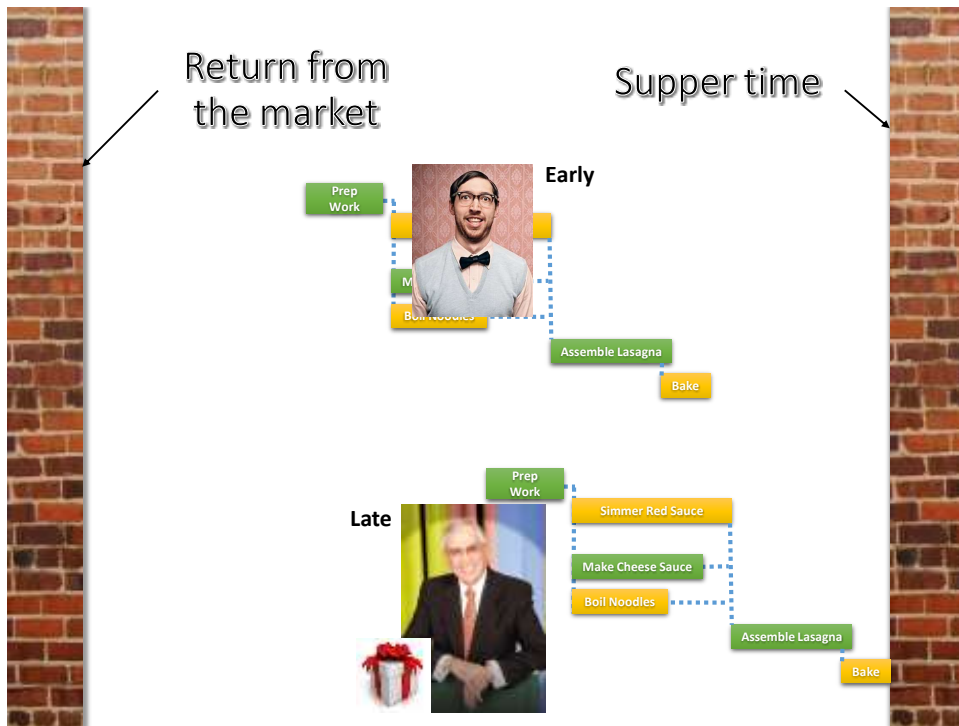 Return from
the market
Supper time
Early
Prep
Work
M
Boil Noodles
Assemble Lasagna
Bake
Prep
Work
Late
Simmer Red Sauce
Make Cheese Sauce
Boil Noodles
Assemble Lasagna
Bake